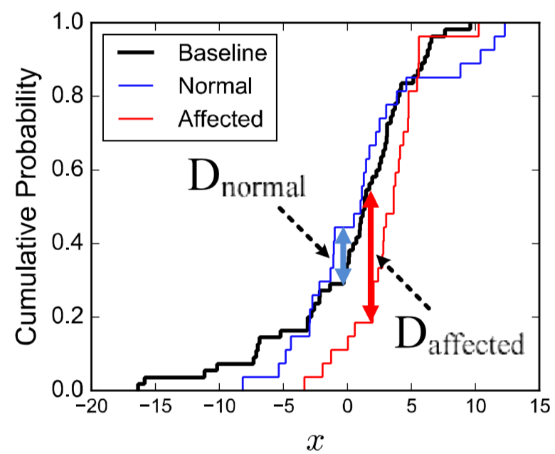 Cumulative Probability
1.0
0.8
0.6
0.4
0.2
0.0
Baseline
Normal
Affected
Dnormal
Daffected
−20 −15 −10 −5 0 5 10 15
x